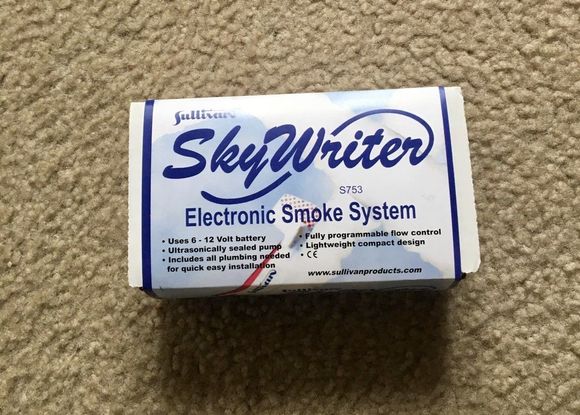 Sullivan
SkyWriter
S753
Electronic Smoke System
• Uses 6 - 12 Volt battery
• Ultrasonically sealed pump
• Includes all plumbing needed
for quick easy installation
• Fully programmable flow control
• Lightweight compact design
• CE
www.sullivanproducts.com